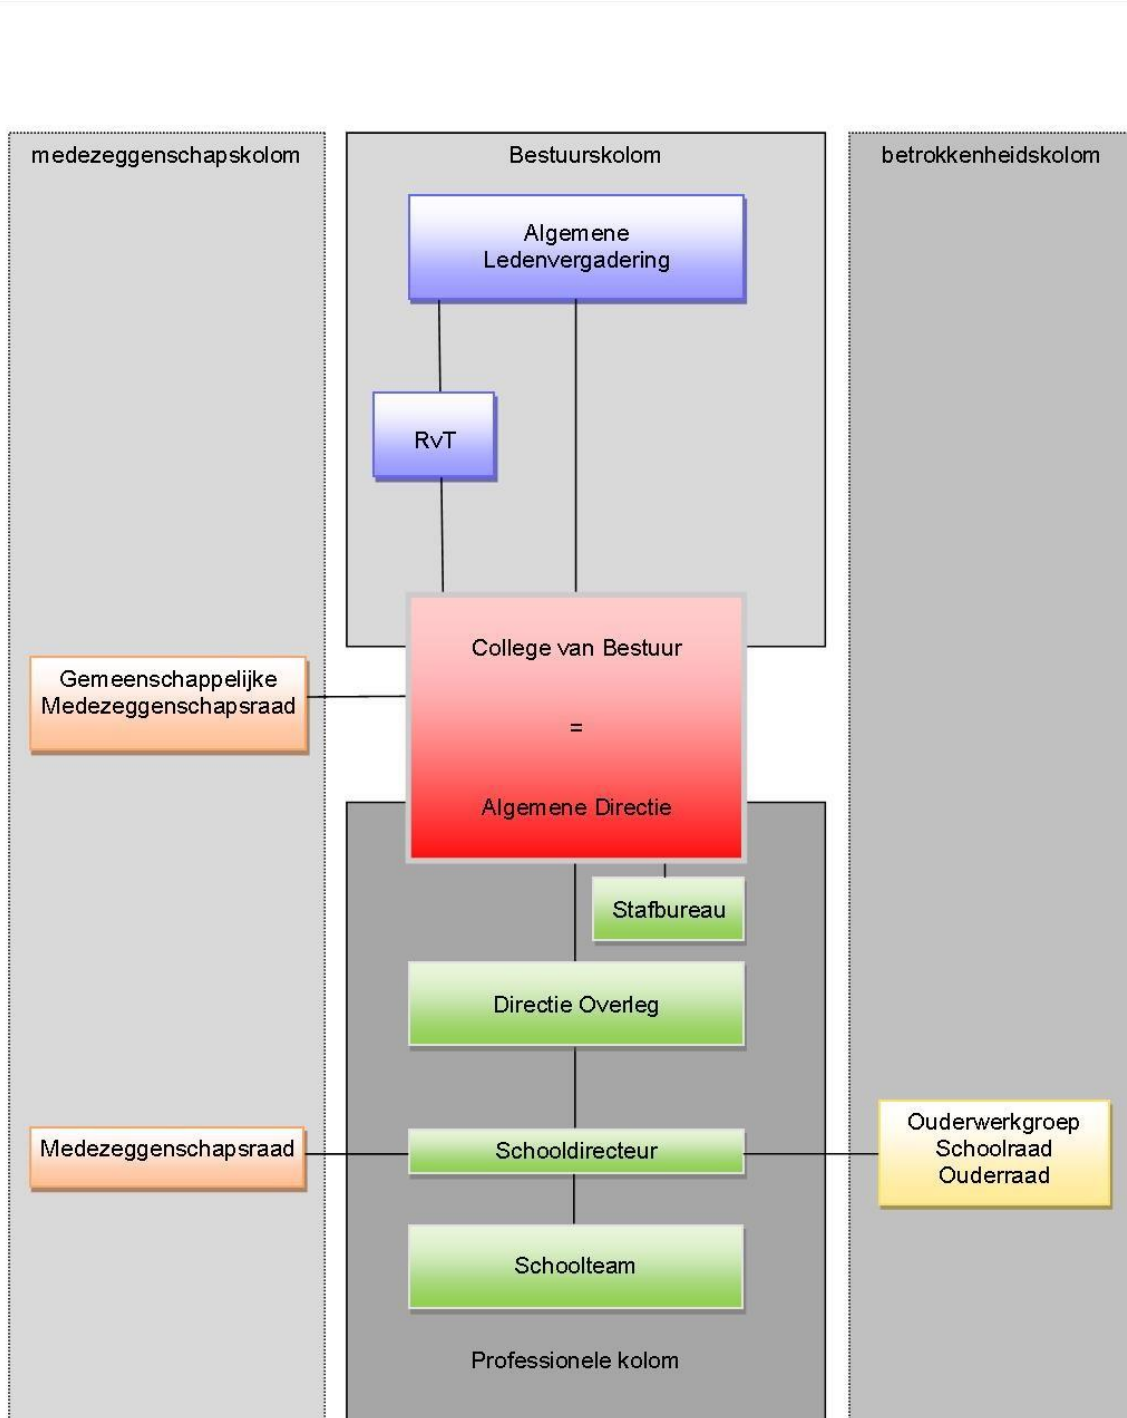 medezeggenschapskolom
Bestuurskolom
betrokkenheidskolom
Algemene
Ledenvergadering
RvT
College van Bestuur
=
Algemene Directie
Gemeenschappelijke
Medezeggenschapsraad
Stafbureau
Directie Overleg
Medezeggenschapsraad
Schooldirecteur
Ouderwerkgroep
Schoolraad
Ouderraad
Schoolteam
Professionele kolom